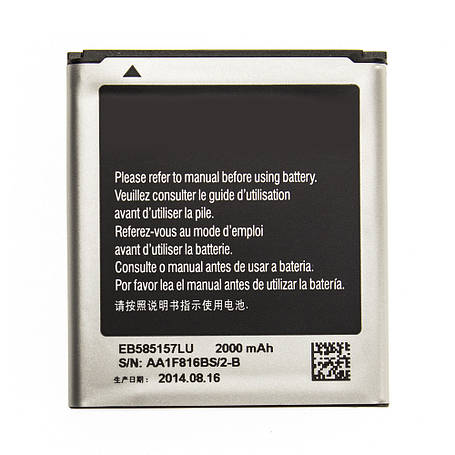 Please refer to manual before using battery.
Veuillez consulter le guide d'utilisation
avant d'utiliser la pile.
Referez-vous au mode d'emploi
avant d'utiliser la batterie.
Consulte o manual antes de usar a bateria.
Por favor lea el manual antes de utilizar la batería.
请按照说明书指示使用电池.
EB585157LU 2000 mAh
S/N: AA1F816BS/2-B
生产日期: 2014.08.16